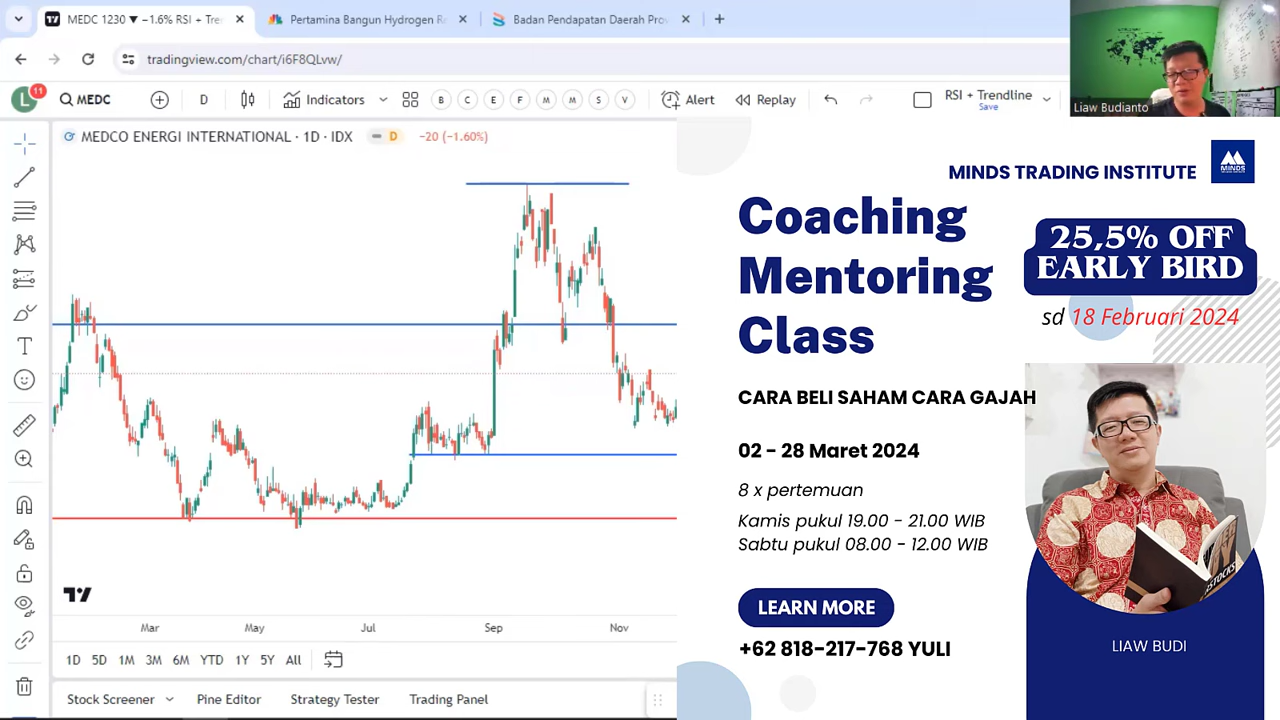 MEDC 1230 ▼ −1.6% RSI + Tre
Pertamina Bangun Hydrogen R
Badan Pendapatan Daerah Prov
tradingview.com/chart/i6F8QLvw/
L
11
MEDC
D
Indicators
B C E F M M S V
Alert
Replay
RSI + Trendline
Save
Liaw Budianto
MEDCO ENERGI INTERNATIONAL · 1D · IDX
D
−20 (−1.60%)
Mar
May
Jul
Sep
Nov
1D 5D 1M 3M 6M YTD 1Y 5Y All
Stock Screener
Pine Editor
Strategy Tester
Trading Panel
MINDS TRADING INSTITUTE
MINDS
Coaching
Mentoring
Class
25,5% OFF
EARLY BIRD
sd 18 Februari 2024
CARA BELI SAHAM CARA GAJAH
02 - 28 Maret 2024
8 x pertemuan
Kamis pukul 19.00 - 21.00 WIB
Sabtu pukul 08.00 - 12.00 WIB
LEARN MORE
+62 818-217-768 YULI
LIAW BUDI